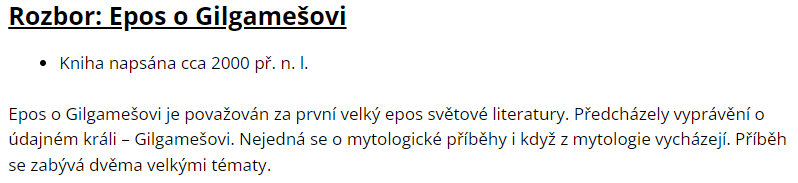 Rozbor: Epos o Gilgamešovi
• Kniha napsána cca 2000 př. n. l.
Epos o Gilgamešovi je považován za první velký epos světové literatury. Předcházely vyprávění o
údajném králi – Gilgamešovi. Nejedná se o mytologické příběhy i když z mytologie vycházejí. Příběh
se zabývá dvěma velkými tématy.